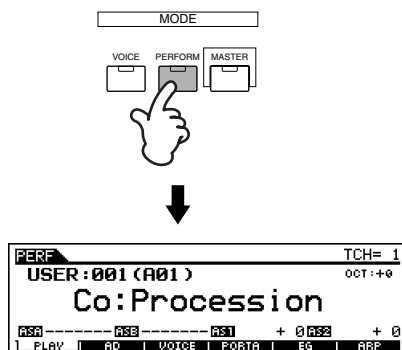 MODE
VOICE PERFORM MASTER
PERF TCH= 1
USER:001(A01) OCT:+0
Co:Procession
ASA-------ASB-------AS1 + 0 AS2 + 0
PLAY AD VOICE PORTA EG ARP